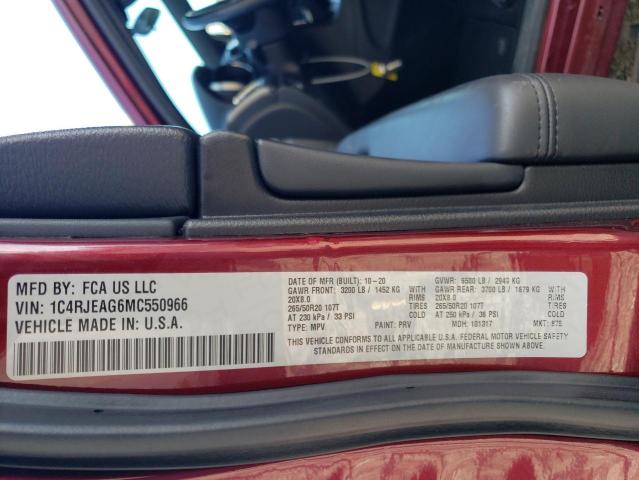 MFD BY: FCA US LLC
VIN: 1C4RJEAG6MC550966
VEHICLE MADE IN: U.S.A.
DATE OF MFR (BUILT): 10-20 GVWR: 6500 LB / 2949 KG
GAWR FRONT: 3200 LB / 1452 KG WITH GAWR REAR: 3700 LB / 1679 KG WITH
20X8.0 RIMS 20X8.0 RIMS
265/50R20 107T TIRES 265/50R20 107T TIRES
AT 230 kPa / 33 PSI COLD AT 250 kPa / 36 PSI COLD
TYPE: MPV PAINT: PRV MDH: 101317 MKT: 875
THIS VEHICLE CONFORMS TO ALL APPLICABLE U.S.A. FEDERAL MOTOR VEHICLE SAFETY
STANDARDS IN EFFECT ON THE DATE OF MANUFACTURE SHOWN ABOVE.